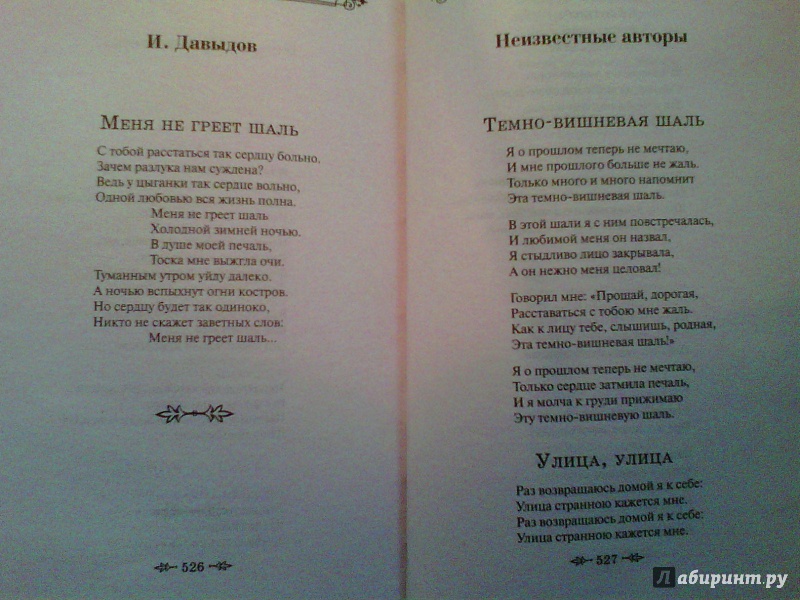 И. Давыдов
Меня не греет шаль
С тобой расстаться так сердцу больно,
Зачем разлука нам суждена?
Ведь у цыганки так сердце вольно,
Одной любовью вся жизнь полна.
Меня не греет шаль
Холодной зимней ночью.
В душе моей печаль,
Тоска мне выжгла очи.
Туманным утром уйду далеко.
А ночью вспыхнут огни костров.
Но сердцу будет так одиноко,
Никто не скажет заветных слов:
Меня не греет шаль...
526
Неизвестные авторы
Темно-вишневая шаль
Я о прошлом теперь не мечтаю,
И мне прошлого больше не жаль.
Только много и много напомнит
Эта темно-вишневая шаль.
В этой шали я с ним повстречалась,
И любимой меня он назвал,
Я стыдливо лицо закрывала,
А он нежно меня целовал!
Говорил мне: «Прощай, дорогая,
Расставаться с тобою мне жаль.
Как к лицу тебе, слышишь, родная,
Эта темно-вишневая шаль!»
Я о прошлом теперь не мечтаю,
Только сердце затмила печаль,
И я молча к груди прижимаю
Эту темно-вишневую шаль.
Улица, улица
Раз возвращаюсь домой я к себе:
Улица странною кажется мне.
Раз возвращаюсь домой я к себе:
Улица странною кажется мне.
527
Лабиринт.ру